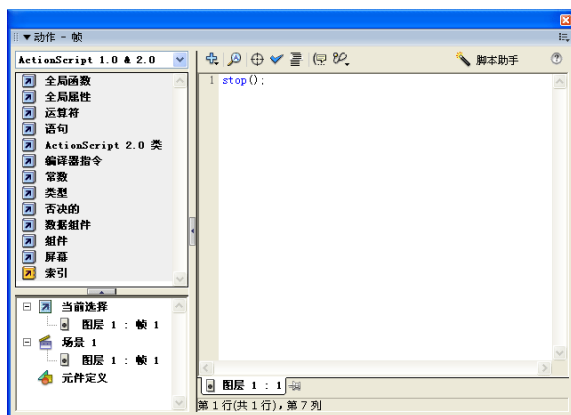 动作 - 帧
ActionScript 1.0 & 2.0
脚本助手
全局函数
全局属性
运算符
语句
ActionScript 2.0 类
编译器指令
常数
类型
否决的
数据组件
组件
屏幕
索引
当前选择
图层 1 : 帧 1
场景 1
图层 1 : 帧 1
元件定义
1 stop();
图层 1 : 1
第 1 行(共 1 行), 第 7 列